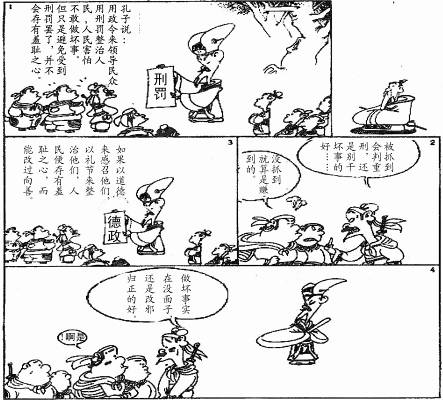 1
孔子说：
用政令来领导民众
用刑罚整治人
民，人民害怕
不敢做坏事，
但只是避免受到
刑罚罢了，并不
会存有羞耻之心。
刑罚
2
被抓到
会判重
刑，还
是别干
坏事的
好……
没抓到
就算是赚
到的。
3
如果以道德
来感召他们，
以礼节来整
治他们，人
民便存有羞
耻之心，而
能改过向善。
德政
4
做坏事实
在没面子
还是改邪
归正的好。
是啊!